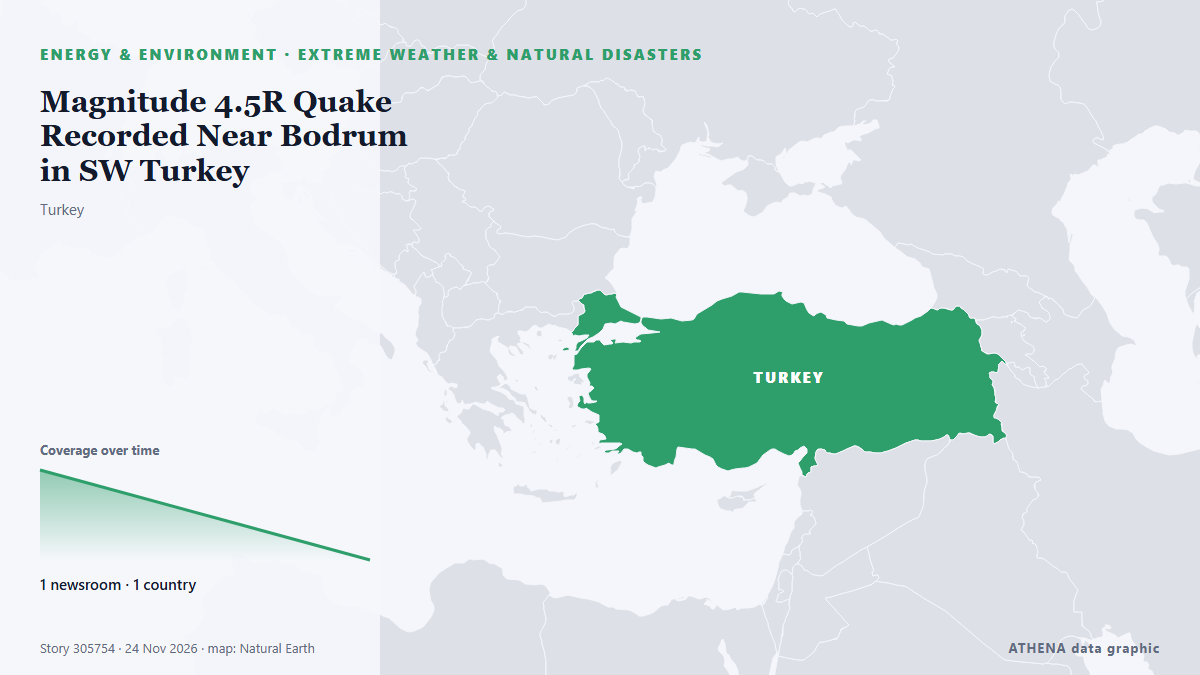 ENERGY & ENVIRONMENT · EXTREME WEATHER & NATURAL DISASTERS
Magnitude 4.5R Quake
Recorded Near Bodrum
in SW Turkey
Turkey
TURKEY
Coverage over time
1 newsroom · 1 country
Story 305754 · 24 Nov 2026 · map: Natural Earth
ATHENA data graphic